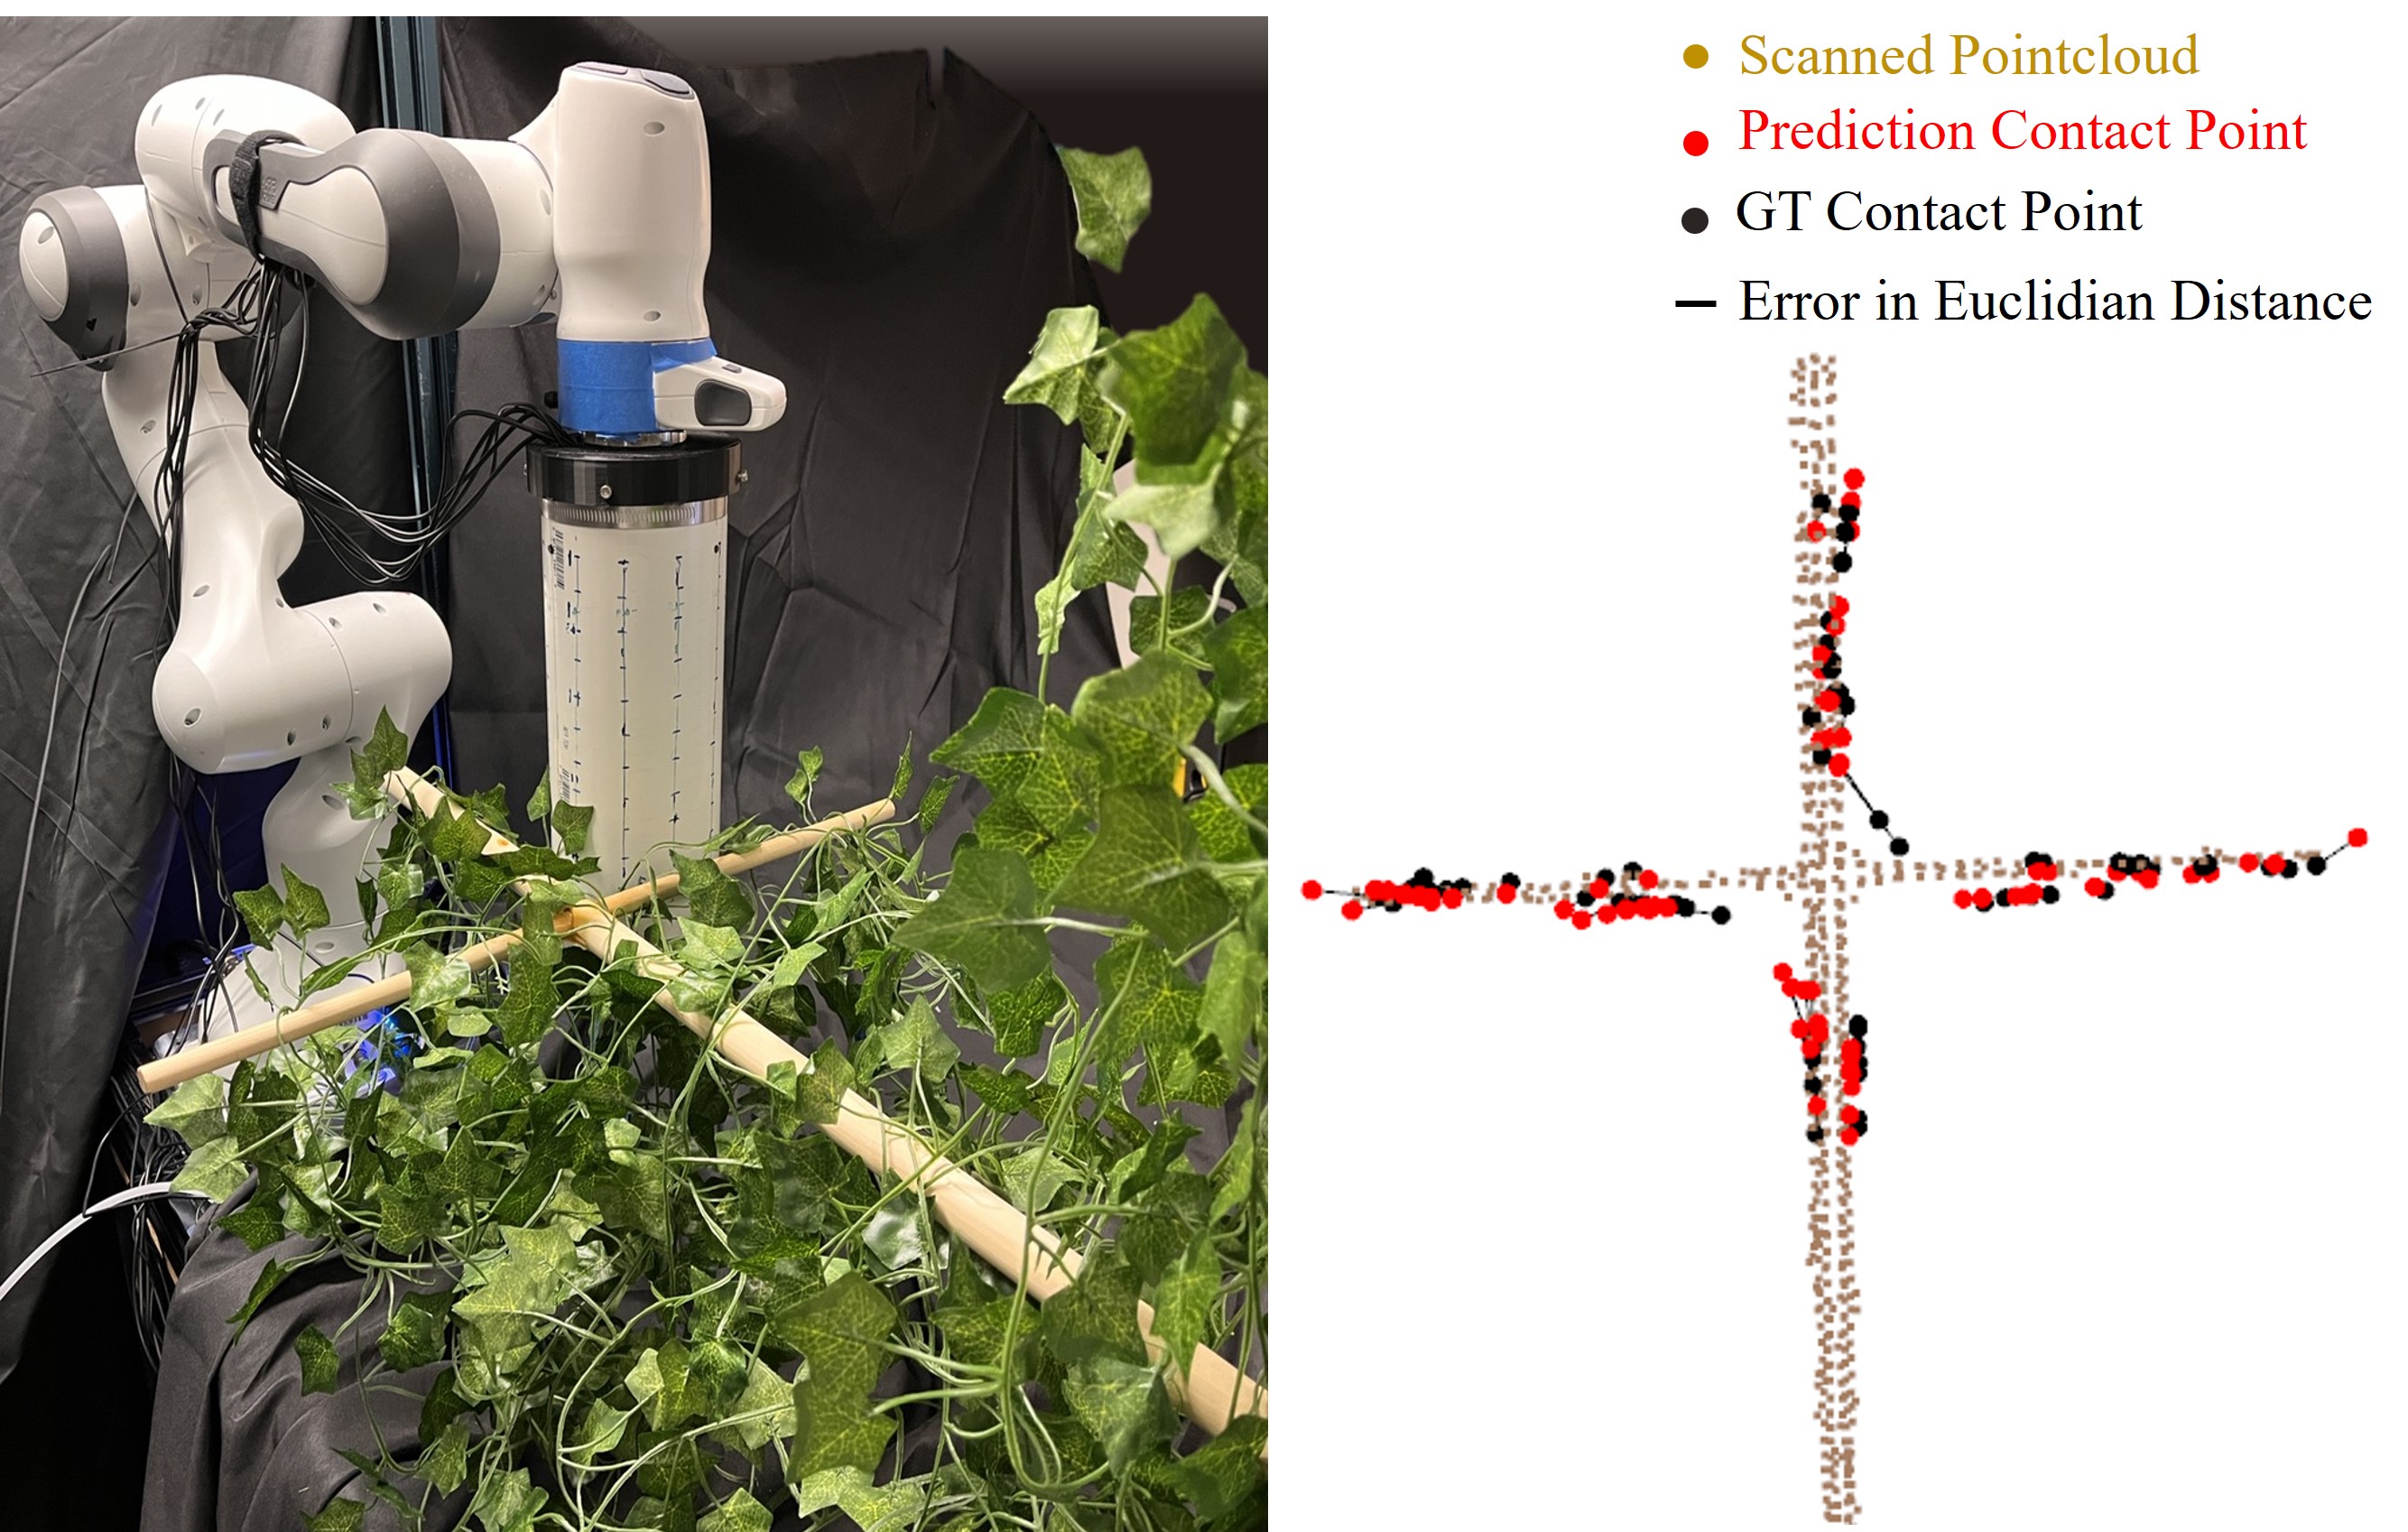 Scanned Pointcloud
Prediction Contact Point
GT Contact Point
Error in Euclidian Distance